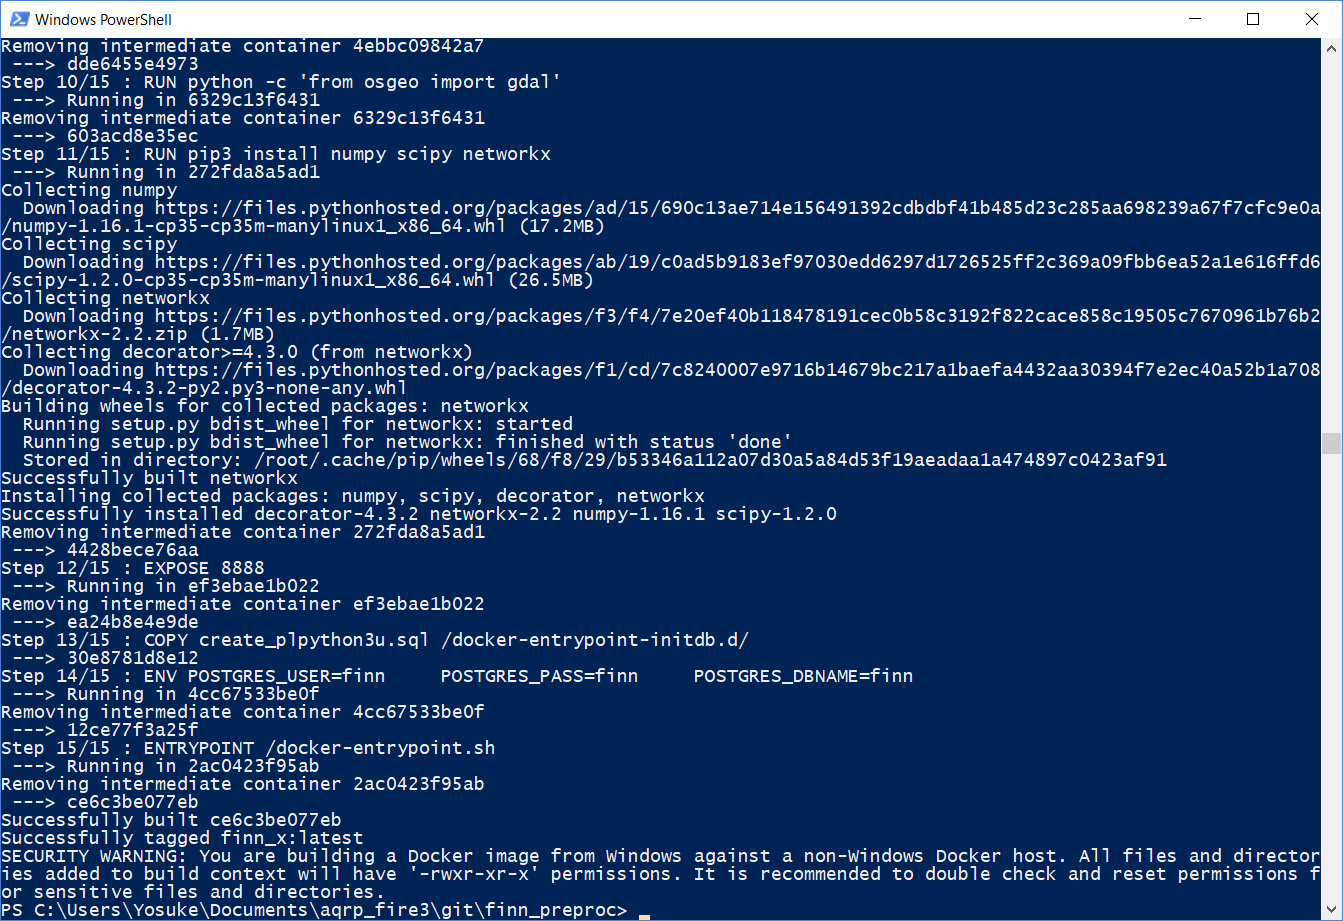 Windows PowerShell
Removing intermediate container 4ebbc09842a7
 ---> dde6455e4973
Step 10/15 : RUN python -c 'from osgeo import gdal'
 ---> Running in 6329c13f6431
Removing intermediate container 6329c13f6431
 ---> 603acd8e35ec
Step 11/15 : RUN pip3 install numpy scipy networkx
 ---> Running in 272fda8a5ad1
Collecting numpy
  Downloading https://files.pythonhosted.org/packages/ad/15/690c13ae714e156491392cdbdbf41b485d23c285aa698239a67f7cfc9e0a
/numpy-1.16.1-cp35-cp35m-manylinux1_x86_64.whl (17.2MB)
Collecting scipy
  Downloading https://files.pythonhosted.org/packages/ab/19/c0ad5b9183ef97030edd6297d1726525ff2c369a09fbb6ea52a1e616ffd6
/scipy-1.2.0-cp35-cp35m-manylinux1_x86_64.whl (26.5MB)
Collecting networkx
  Downloading https://files.pythonhosted.org/packages/f3/f4/7e20ef40b118478191cec0b58c3192f822cace858c19505c7670961b76b2
/networkx-2.2.zip (1.7MB)
Collecting decorator>=4.3.0 (from networkx)
  Downloading https://files.pythonhosted.org/packages/f1/cd/7c8240007e9716b14679bc217a1baefa4432aa30394f7e2ec40a52b1a708
/decorator-4.3.2-py2.py3-none-any.whl
Building wheels for collected packages: networkx
  Running setup.py bdist_wheel for networkx: started
  Running setup.py bdist_wheel for networkx: finished with status 'done'
  Stored in directory: /root/.cache/pip/wheels/68/f8/29/b53346a112a07d30a5a84d53f19aeadaa1a474897c0423af91
Successfully built networkx
Installing collected packages: numpy, scipy, decorator, networkx
Successfully installed decorator-4.3.2 networkx-2.2 numpy-1.16.1 scipy-1.2.0
Removing intermediate container 272fda8a5ad1
 ---> 4428bece76aa
Step 12/15 : EXPOSE 8888
 ---> Running in ef3ebae1b022
Removing intermediate container ef3ebae1b022
 ---> ea24b8e4e9de
Step 13/15 : COPY create_plpython3u.sql /docker-entrypoint-initdb.d/
 ---> 30e8781d8e12
Step 14/15 : ENV POSTGRES_USER=finn     POSTGRES_PASS=finn     POSTGRES_DBNAME=finn
 ---> Running in 4cc67533be0f
Removing intermediate container 4cc67533be0f
 ---> 12ce77f3a25f
Step 15/15 : ENTRYPOINT /docker-entrypoint.sh
 ---> Running in 2ac0423f95ab
Removing intermediate container 2ac0423f95ab
 ---> ce6c3be077eb
Successfully built ce6c3be077eb
Successfully tagged finn_x:latest
SECURITY WARNING: You are building a Docker image from Windows against a non-Windows Docker host. All files and director
ies added to build context will have '-rwxr-xr-x' permissions. It is recommended to double check and reset permissions f
or sensitive files and directories.
PS C:\Users\Yosuke\Documents\aqrp_fire3\git\finn_preproc>